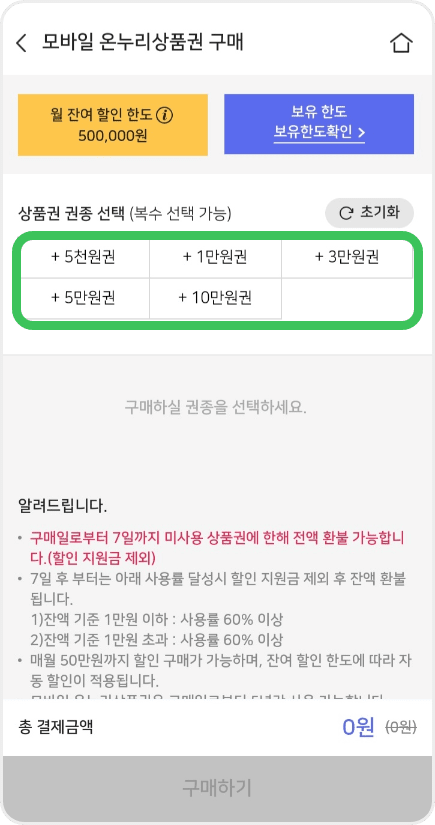 모바일 온누리상품권 구매
월 잔여 할인 한도
500,000원
보유 한도
보유한도확인 >
상품권 권종 선택 (복수 선택 가능)
초기화
+ 5천원권
+ 1만원권
+ 3만원권
+ 5만원권
+ 10만원권
구매하실 권종을 선택하세요.
알려드립니다.
• 구매일로부터 7일까지 미사용 상품권에 한해 전액 환불 가능합니
다.(할인 지원금 제외)
• 7일 후 부터는 아래 사용률 달성시 할인 지원금 제외 후 잔액 환불
됩니다.
1)잔액 기준 1만원 이하 : 사용률 60% 이상
2)잔액 기준 1만원 초과 : 사용률 60% 이상
• 매월 50만원까지 할인 구매가 가능하며, 잔여 할인 한도에 따라 자
동 할인이 적용됩니다.
총 결제금액
0원 (0원)
구매하기